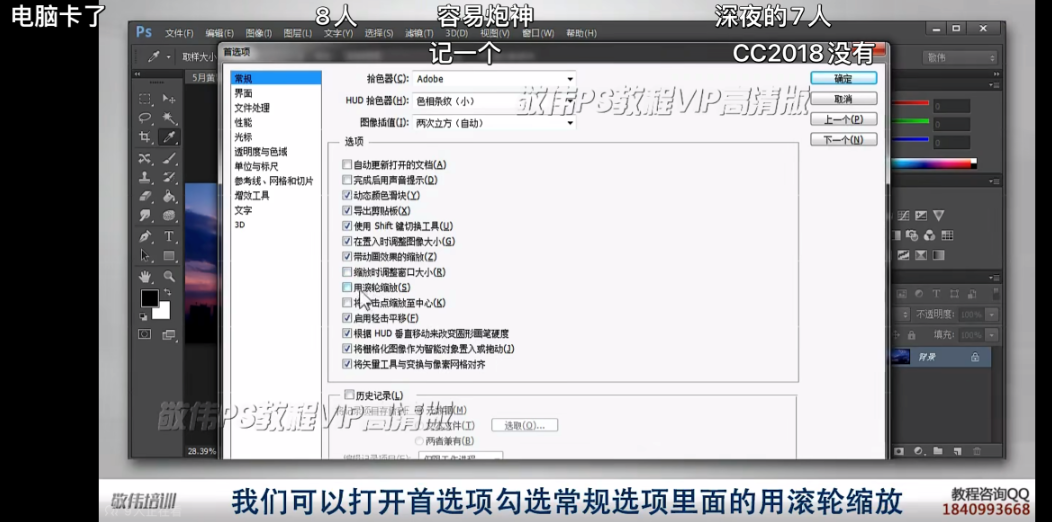 电脑卡了
8人
容易炮神
深夜的7人
记一个
CC2018没有
Ps 文件(F) 编辑(E) 图像(I) 图层(L) 文字(Y) 选择(S) 滤镜(T) 3D(D) 视图(V) 窗口(W) 帮助(H)
取样大小
敬伟
首选项
常规
界面
文件处理
性能
光标
透明度与色域
单位与标尺
参考线、网格和切片
增效工具
文字
3D
拾色器(C): Adobe
HUD 拾色器(H): 色相条纹（小）
图像插值(I): 两次立方（自动）
确定
取消
上一个(P)
下一个(N)
选项
自动更新打开的文档(A)
完成后用声音提示(D)
动态颜色滑块(Y)
导出剪贴板(X)
使用 Shift 键切换工具(U)
在置入时调整图像大小(G)
带动画效果的缩放(Z)
缩放时调整窗口大小(R)
用滚轮缩放(S)
击点缩放至中心(K)
启用轻击平移(F)
根据 HUD 垂直移动来改变圆形画笔硬度
将栅格化图像作为智能对象置入或拖动(J)
将矢量工具与变换与像素网格对齐
历史记录(L)
文件(T)
选取(O)...
两者兼有(B)
0
0
0
不透明度: 100%
填充: 100%
背景
28.39%
敬伟PS教程VIP高清版
敬伟PS教程VIP高清版
敬伟培训
我们可以打开首选项勾选常规选项里面的用滚轮缩放
教程咨询QQ
1840993668